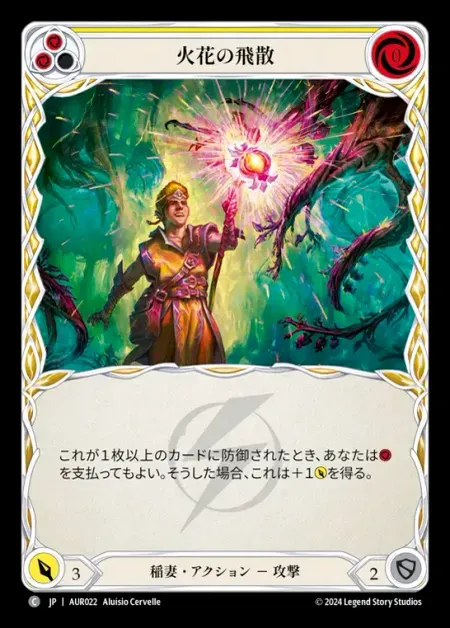 火花の飛散
0
これが1枚以上のカードに防御されたとき、あなたは
を支払ってもよい。そうした場合、これは+1を得る。
3
稲妻・アクション − 攻撃
2
C JP | AUR022 Aluisio Cervelle
© 2024 Legend Story Studios